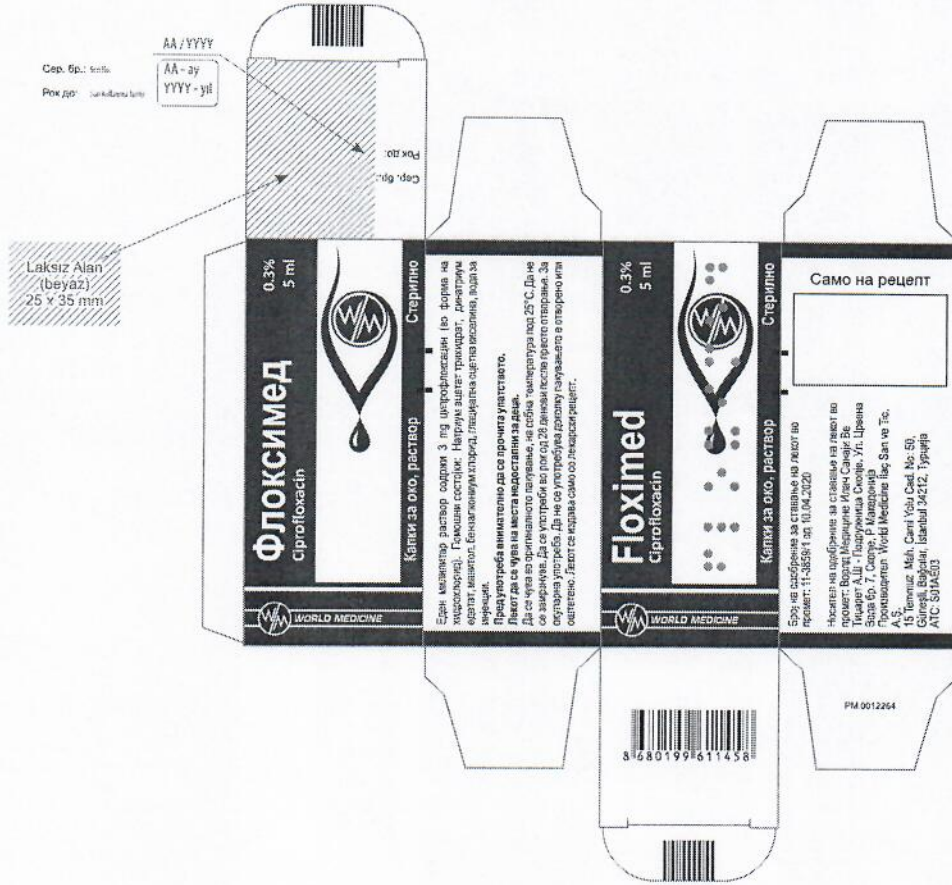 AA / YYYY
Сер. бр.:
Рок до:
AA - ay
YYYY - yıl
Laksız Alan
(beyaz)
25 x 35 mm
Сер. бр.:
Рок до:
Флоксимед
Ciprofloxacin
0.3%
5 ml
Капки за око, раствор
Стерилно
WORLD MEDICINE
Еден милилитар раствор содржи 3 mg ципрофлоксацин (во форма на
хидрохлорид). Помошни состојки: Натриум ацетат трихидрат, динатриум
едетат, манитол, бензалкониум хлорид, глацијална оцетна киселина, вода за
инјекции.
Пред употреба внимателно да се прочита упатството.
Лекот да се чува на места недостапни за деца.
Да се чува во оригиналното пакување, на собна температура под 25°C. Да не
се замрзнува. Да се употреби во рок од 28 денови после првото отворање. За
окуларна употреба. Да не се употребува доколку пакувањето е отворено или
оштетено. Лекот се издава само со лекарски рецепт.
Floximed
Ciprofloxacin
0.3%
5 ml
Капки за око, раствор
Стерилно
WORLD MEDICINE
8 680199 611458
Само на рецепт
Број на одобрение за ставање на лекот во
промет: 11-3859/1 од 10.04.2020
Носител на одобрение за ставање на лекот во
промет: Ворлд Медицине Илач Санаји Ве
Тиџарет А.Ш - Подружница Скопје, Ул. Црвена
Вода бр. 7, Скопје, Р. Македонија
Производител: World Medicine İlaç San ve Tic.
A.Ş.
15 Temmuz Mah. Cami Yolu Cad. No: 50,
Güneşli, Bağcılar, Istanbul 34212, Турција
ATC: S01AE03
PM.0012264